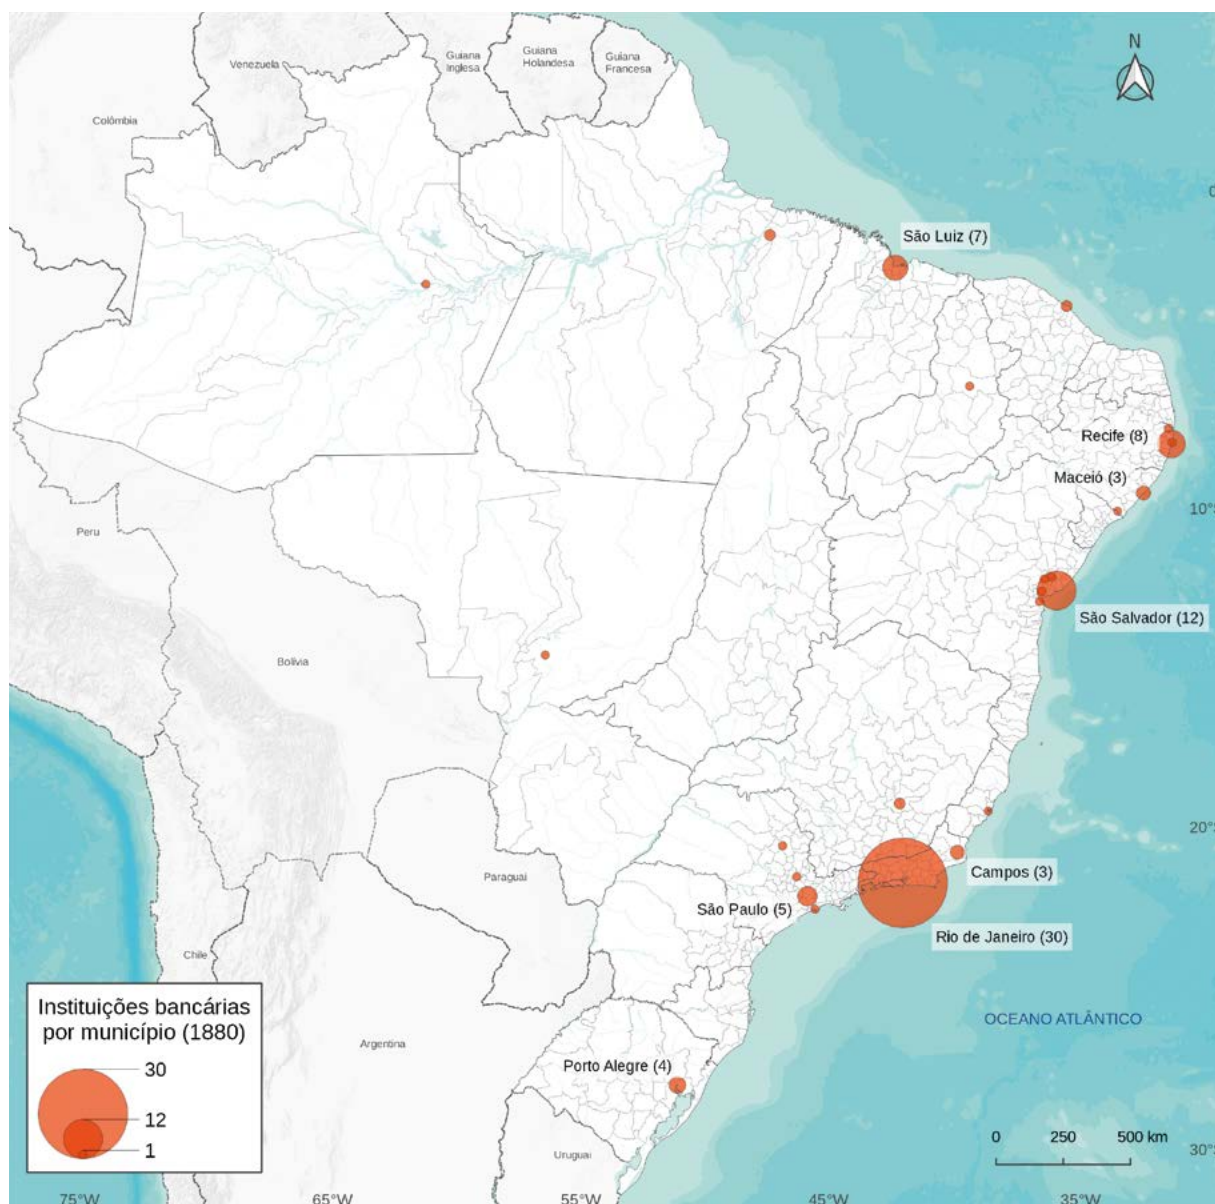 N
Venezuela
Guiana
Inglesa
Guiana
Holandesa
Guiana
Francesa
Colômbia
0
São Luiz (7)
Recife (8)
Maceió (3)
10°S
Peru
São Salvador (12)
Bolívia
20°
Campos (3)
Paraguai
São Paulo (5)
Rio de Janeiro (30)
Chile
Instituições bancárias
por município (1880)
30
12
1
OCEANO ATLÂNTICO
Argentina
Porto Alegre (4)
0 250 500 km
Uruguai
30°
75°W 65°W 55°W 45°W 35°W